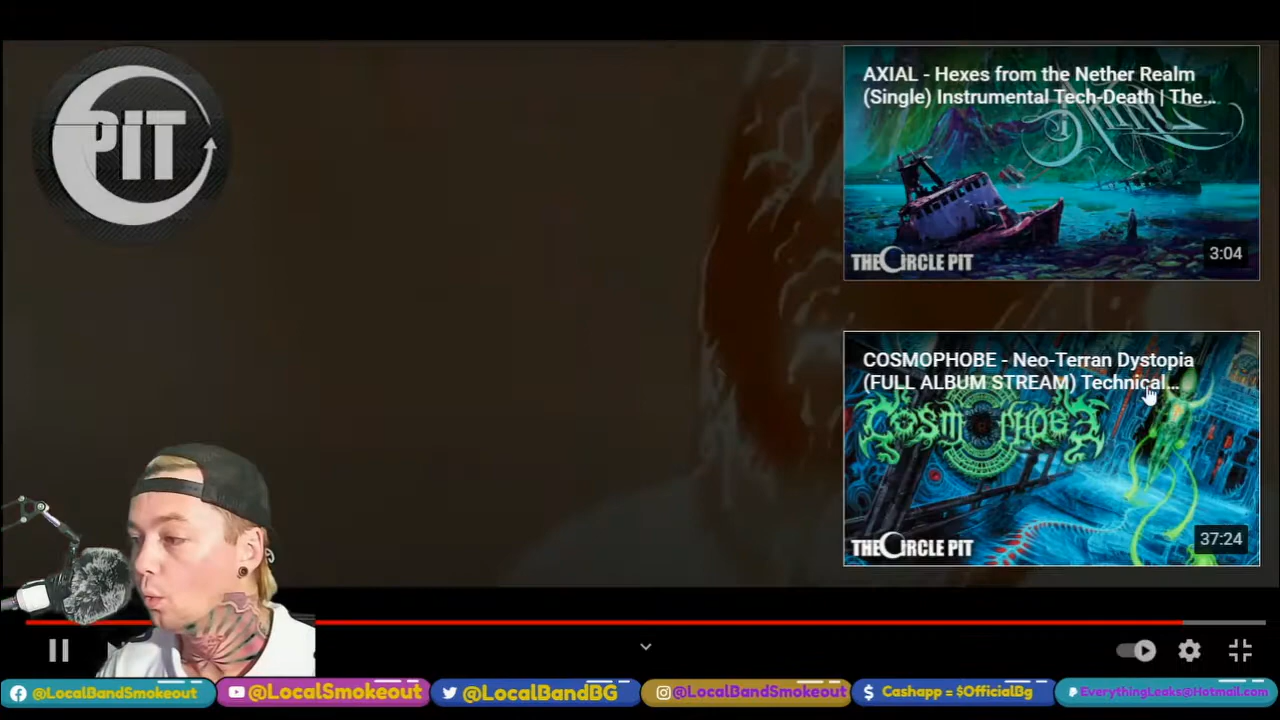 PiT
AXIAL - Hexes from the Nether Realm
(Single) Instrumental Tech-Death | The...
THE CIRCLE PIT
3:04
COSMOPHOBE - Neo-Terran Dystopia
(FULL ALBUM STREAM) Technical...
COSMOPHOBE
THE CIRCLE PIT
37:24
@LocalBandSmokeout
@LocalSmokeout
@LocalBandBG
@LocalBandSmokeout
Cashapp = $OfficialBg
EverythingLeaks@Hotmail.com